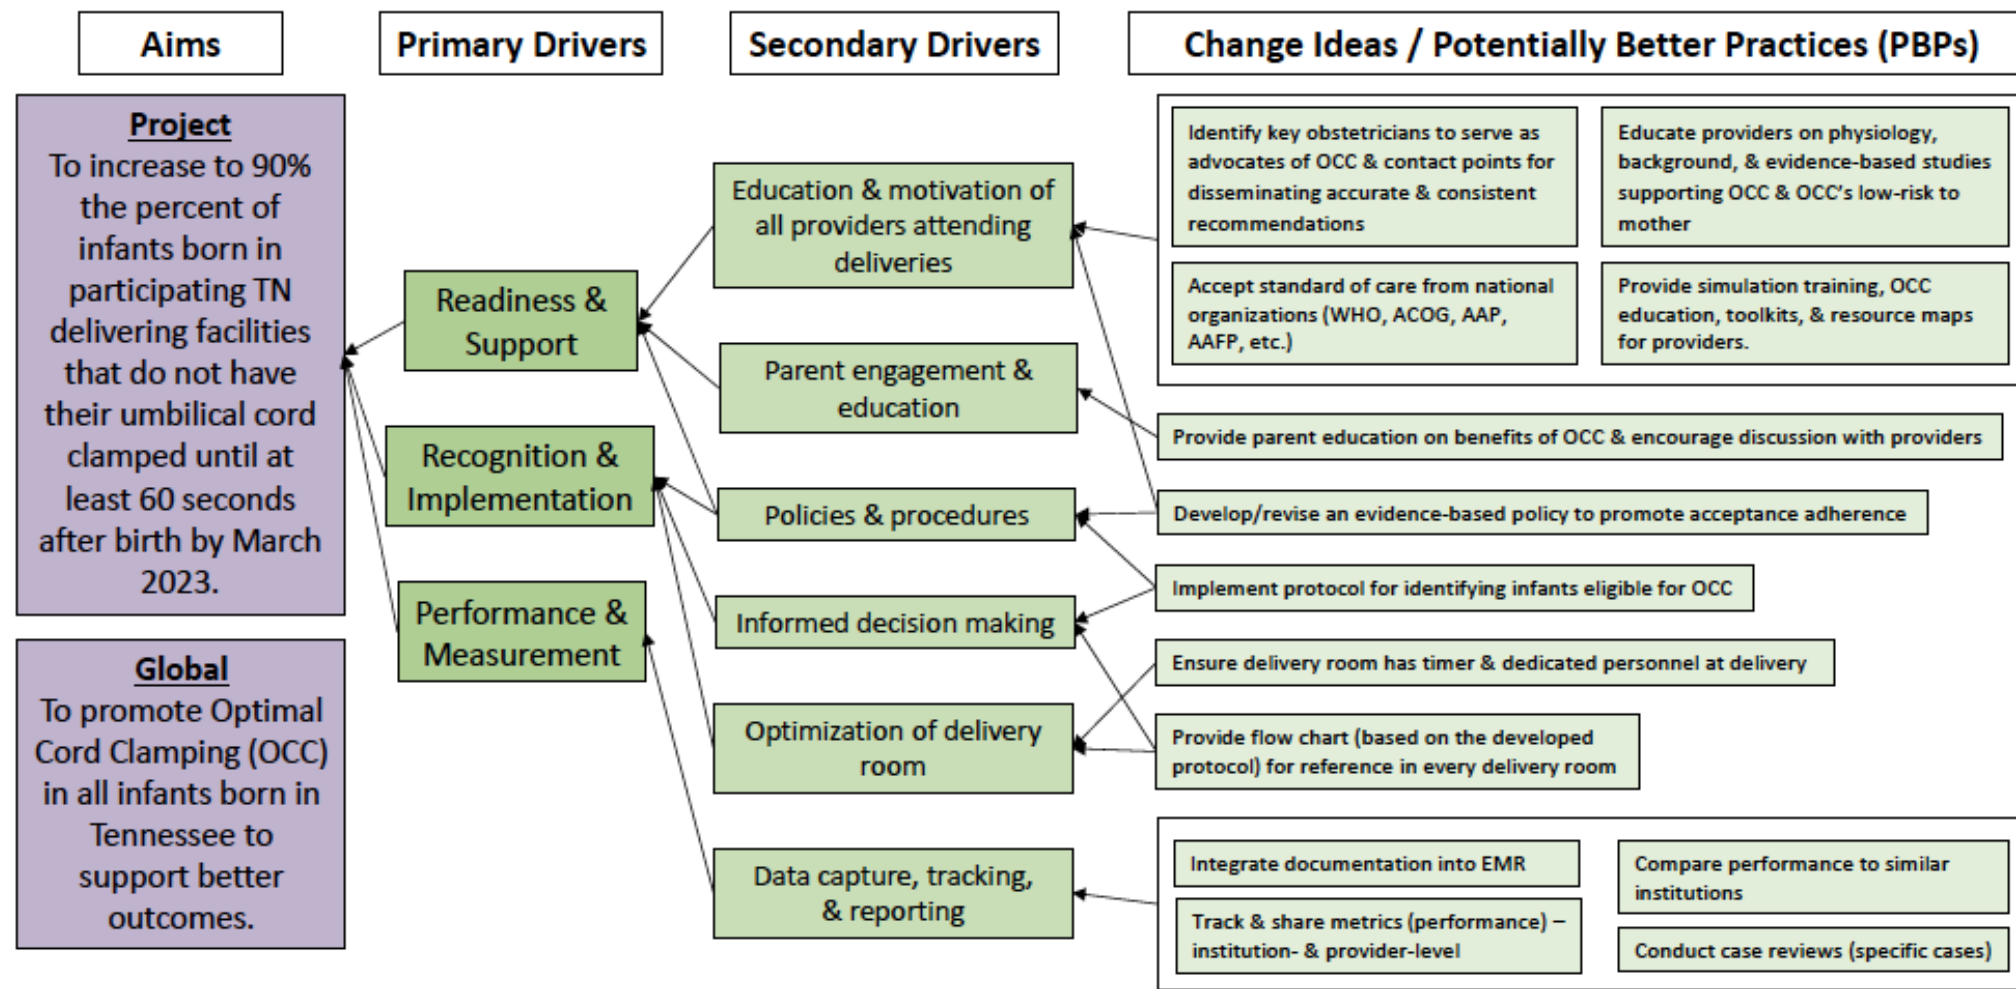 Aims
Primary Drivers
Secondary Drivers
Change Ideas / Potentially Better Practices (PBPs)
Project
To increase to 90%
the percent of
infants born in
participating TN
delivering facilities
that do not have
their umbilical cord
clamped until at
least 60 seconds
after birth by March
2023.
Global
To promote Optimal
Cord Clamping (OCC)
in all infants born in
Tennessee to
support better
outcomes.
Readiness &
Support
Recognition &
Implementation
Performance &
Measurement
Education & motivation of
all providers attending
deliveries
Parent engagement &
education
Policies & procedures
Informed decision making
Optimization of delivery
room
Data capture, tracking,
& reporting
Identify key obstetricians to serve as
advocates of OCC & contact points for
disseminating accurate & consistent
recommendations
Educate providers on physiology,
background, & evidence-based studies
supporting OCC & OCC's low-risk to
mother
Accept standard of care from national
organizations (WHO, ACOG, AAP,
AAFP, etc.)
Provide simulation training, OCC
education, toolkits, & resource maps
for providers.
Provide parent education on benefits of OCC & encourage discussion with providers
Develop/revise an evidence-based policy to promote acceptance adherence
Implement protocol for identifying infants eligible for OCC
Ensure delivery room has timer & dedicated personnel at delivery
Provide flow chart (based on the developed
protocol) for reference in every delivery room
Integrate documentation into EMR
Compare performance to similar
institutions
Track & share metrics (performance) –
institution- & provider-level
Conduct case reviews (specific cases)